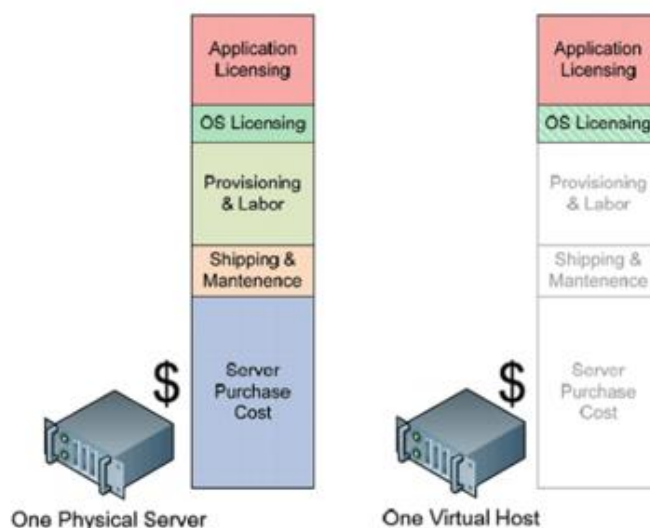 Application
Licensing
OS Licensing
Provisioning
& Labor
Shipping &
Mantenence
Server
Purchase
Cost
$
One Physical Server
Application
Licensing
OS Licensing
Provisioning
& Labor
Shipping &
Mantenence
Server
Purchase
Cost
$
One Virtual Host